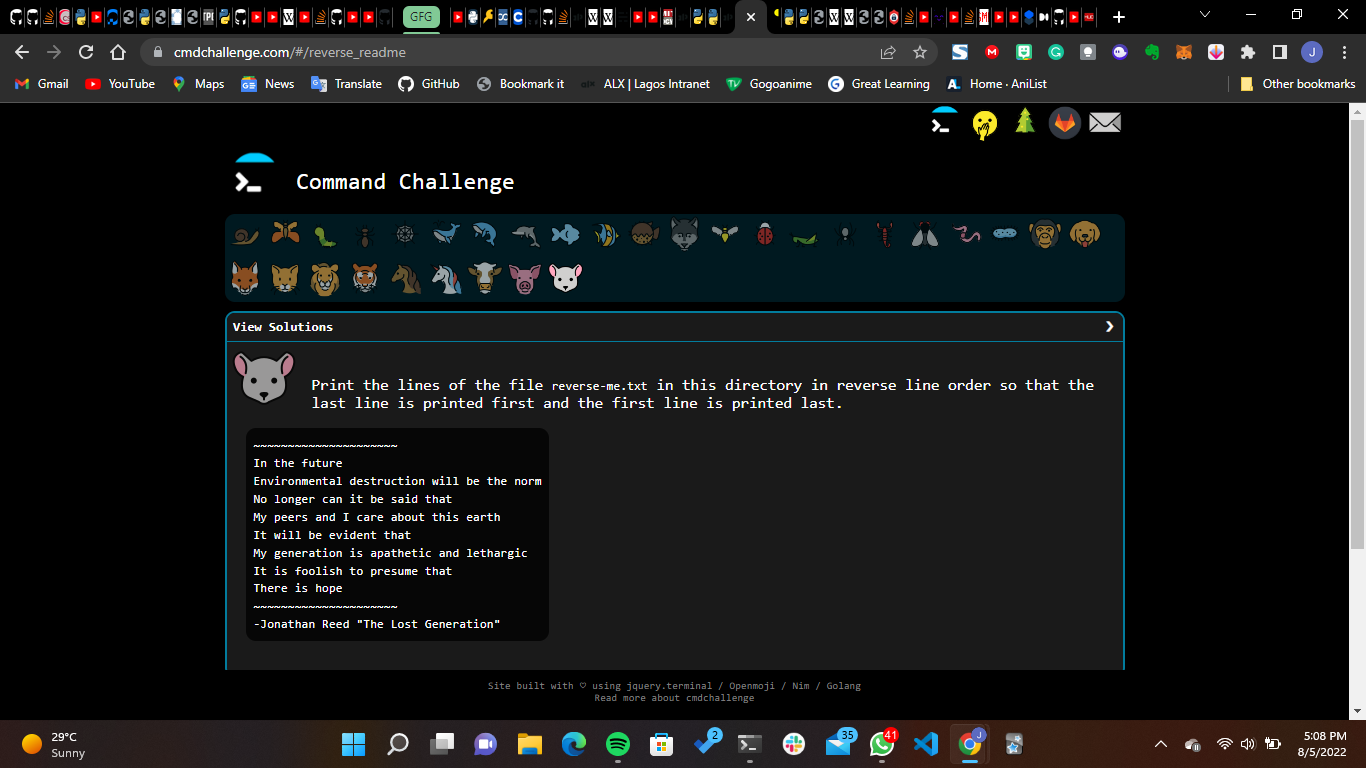 GFG
cmdchallenge.com/#/reverse_readme
J
Gmail
YouTube
Maps
News
Translate
GitHub
Bookmark it
ALX | Lagos Intranet
Gogoanime
Great Learning
Home · AniList
Other bookmarks
Command Challenge
View Solutions
Print the lines of the file reverse-me.txt in this directory in reverse line order so that the
last line is printed first and the first line is printed last.
~~~~~~~~~~~~~~~~~~~~~
In the future
Environmental destruction will be the norm
No longer can it be said that
My peers and I care about this earth
It will be evident that
My generation is apathetic and lethargic
It is foolish to presume that
There is hope
~~~~~~~~~~~~~~~~~~~~~
-Jonathan Reed "The Lost Generation"
Site built with ♡ using jquery.terminal / Openmoji / Nim / Golang
Read more about cmdchallenge
29°C
Sunny
2
35
41
J
5:08 PM
8/5/2022